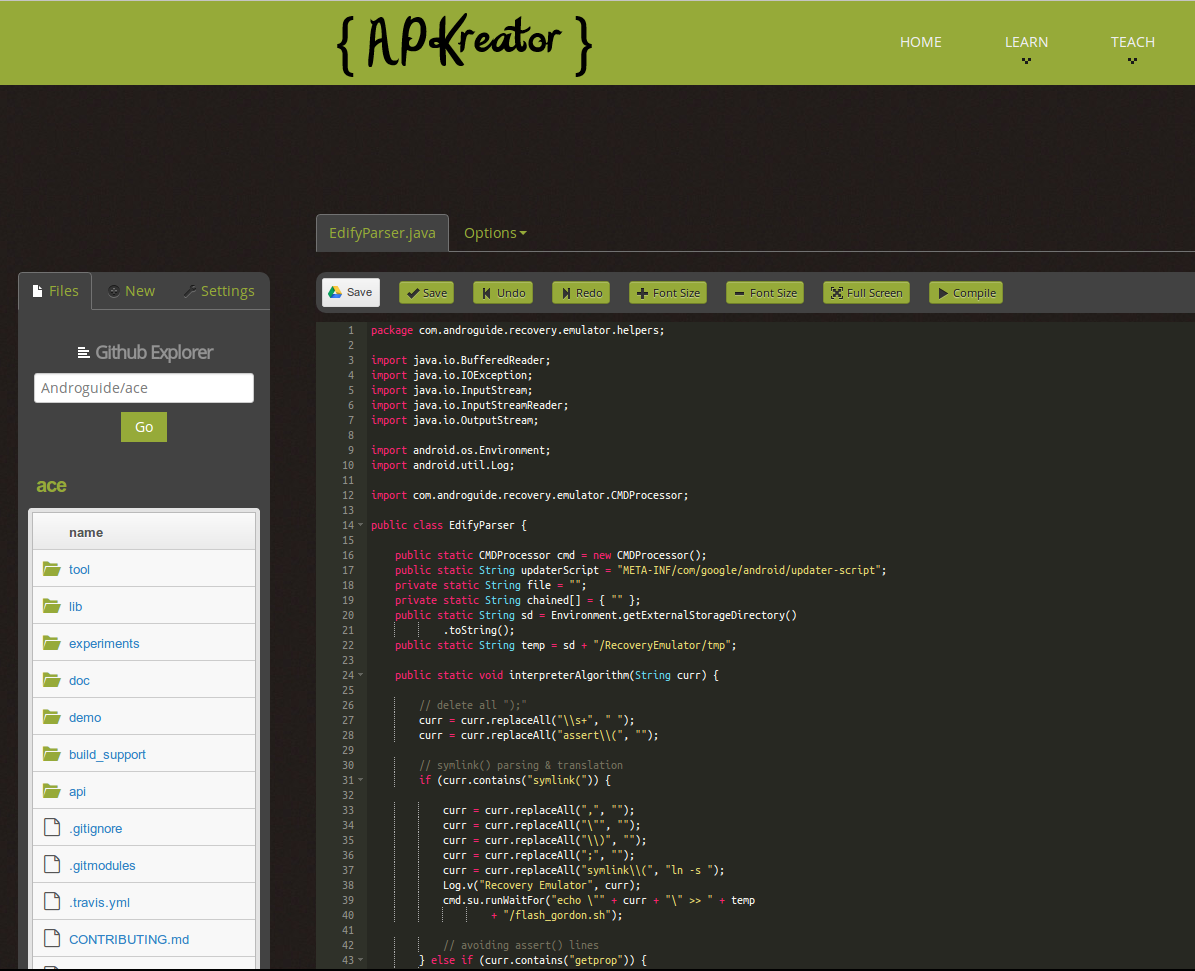 { APKreator }
HOME LEARN TEACH
EdifyParser.java Options
Files New Settings
Save Save Undo Redo Font Size Font Size Full Screen Compile
Github Explorer
Androguide/ace
Go
ace
name
tool
lib
experiments
doc
demo
build_support
api
.gitignore
.gitmodules
.travis.yml
CONTRIBUTING.md
1 package com.androguide.recovery.emulator.helpers;
2
3 import java.io.BufferedReader;
4 import java.io.IOException;
5 import java.io.InputStream;
6 import java.io.InputStreamReader;
7 import java.io.OutputStream;
8
9 import android.os.Environment;
10 import android.util.Log;
11
12 import com.androguide.recovery.emulator.CMDProcessor;
13
14 public class EdifyParser {
15
16 public static CMDProcessor cmd = new CMDProcessor();
17 public static String updaterScript = "META-INF/com/google/android/updater-script";
18 private static String file = "";
19 private static String chained[] = { "" };
20 public static String sd = Environment.getExternalStorageDirectory()
21 .toString();
22 public static String temp = sd + "/RecoveryEmulator/tmp";
23
24 public static void interpreterAlgorithm(String curr) {
25
26 // delete all ");"
27 curr = curr.replaceAll("\\s+", " ");
28 curr = curr.replaceAll("assert\\(", "");
29
30 // symlink() parsing & translation
31 if (curr.contains("symlink(")) {
32
33 curr = curr.replaceAll(",", "");
34 curr = curr.replaceAll("\"", "");
35 curr = curr.replaceAll("\\)", "");
36 curr = curr.replaceAll(";", "");
37 curr = curr.replaceAll("symlink\\(", "ln -s ");
38 Log.v("Recovery Emulator", curr);
39 cmd.su.runWaitFor("echo \"" + curr + "\" >> " + temp
40 + "/flash_gordon.sh");
41
42 // avoiding assert() lines
43 } else if (curr.contains("getprop")) {